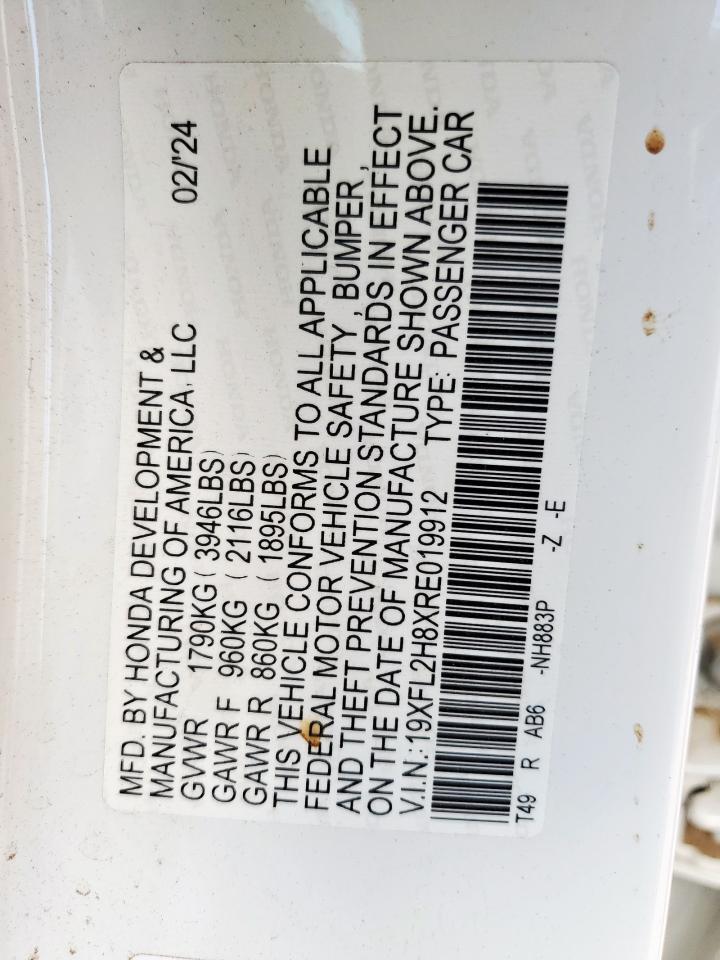 MFD. BY HONDA DEVELOPMENT &
MANUFACTURING OF AMERICA, LLC 02/'24
GVWR 1790KG ( 3946LBS)
GAWR F 960KG ( 2116LBS)
GAWR R 860KG ( 1895LBS)
THIS VEHICLE CONFORMS TO ALL APPLICABLE
FEDERAL MOTOR VEHICLE SAFETY , BUMPER ,
AND THEFT PREVENTION STANDARDS IN EFFECT
ON THE DATE OF MANUFACTURE SHOWN ABOVE.
V.I.N.:19XFL2H8XRE019912 TYPE: PASSENGER CAR
T49 R AB6 -NH883P -Z -E